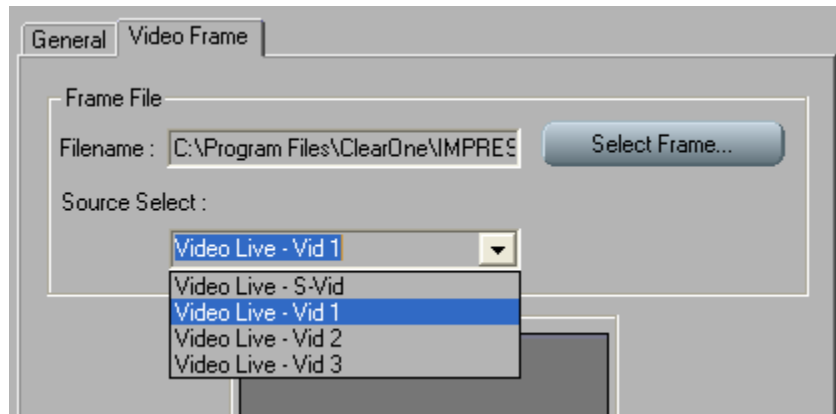 General Video Frame
Frame File
Filename : C:\Program Files\ClearOne\IMPRES Select Frame...
Source Select :
Video Live - Vid 1
Video Live - S-Vid
Video Live - Vid 1
Video Live - Vid 2
Video Live - Vid 3